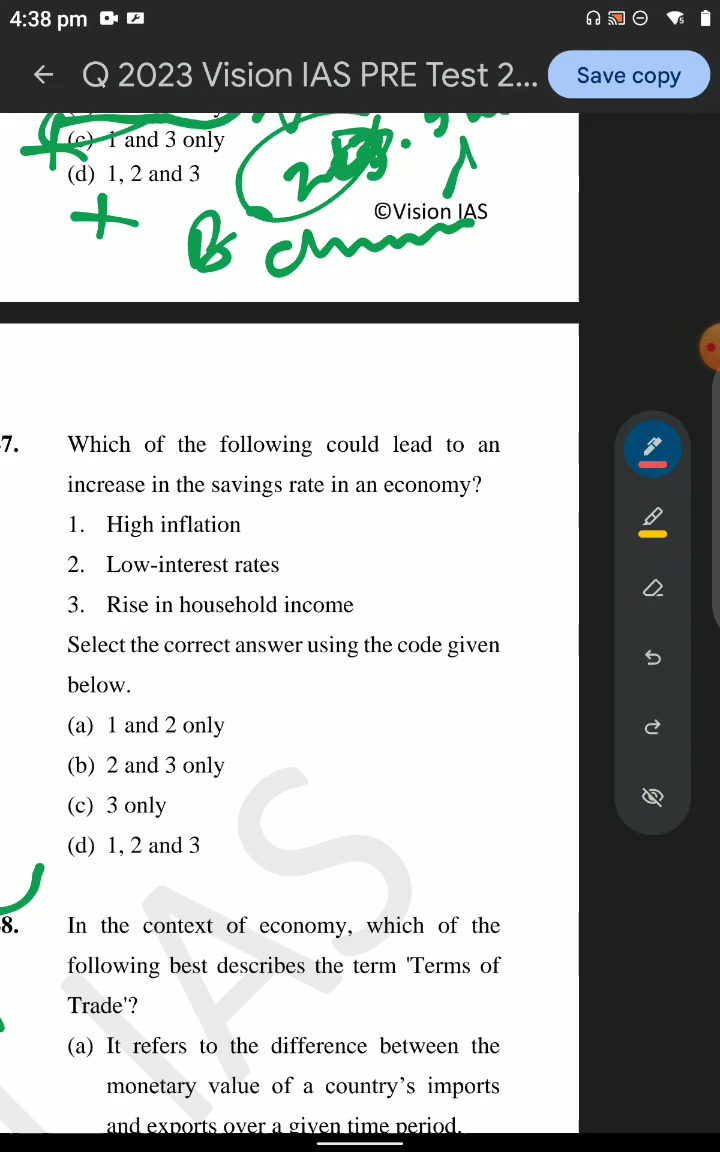 4:38 pm
Q 2023 Vision IAS PRE Test 2...
Save copy
(c) 1 and 3 only
(d) 1, 2 and 3
©Vision IAS
7. Which of the following could lead to an
increase in the savings rate in an economy?
1. High inflation
2. Low-interest rates
3. Rise in household income
Select the correct answer using the code given
below.
(a) 1 and 2 only
(b) 2 and 3 only
(c) 3 only
(d) 1, 2 and 3
8. In the context of economy, which of the
following best describes the term 'Terms of
Trade'?
(a) It refers to the difference between the
monetary value of a country’s imports
and exports over a given time period.
IAS